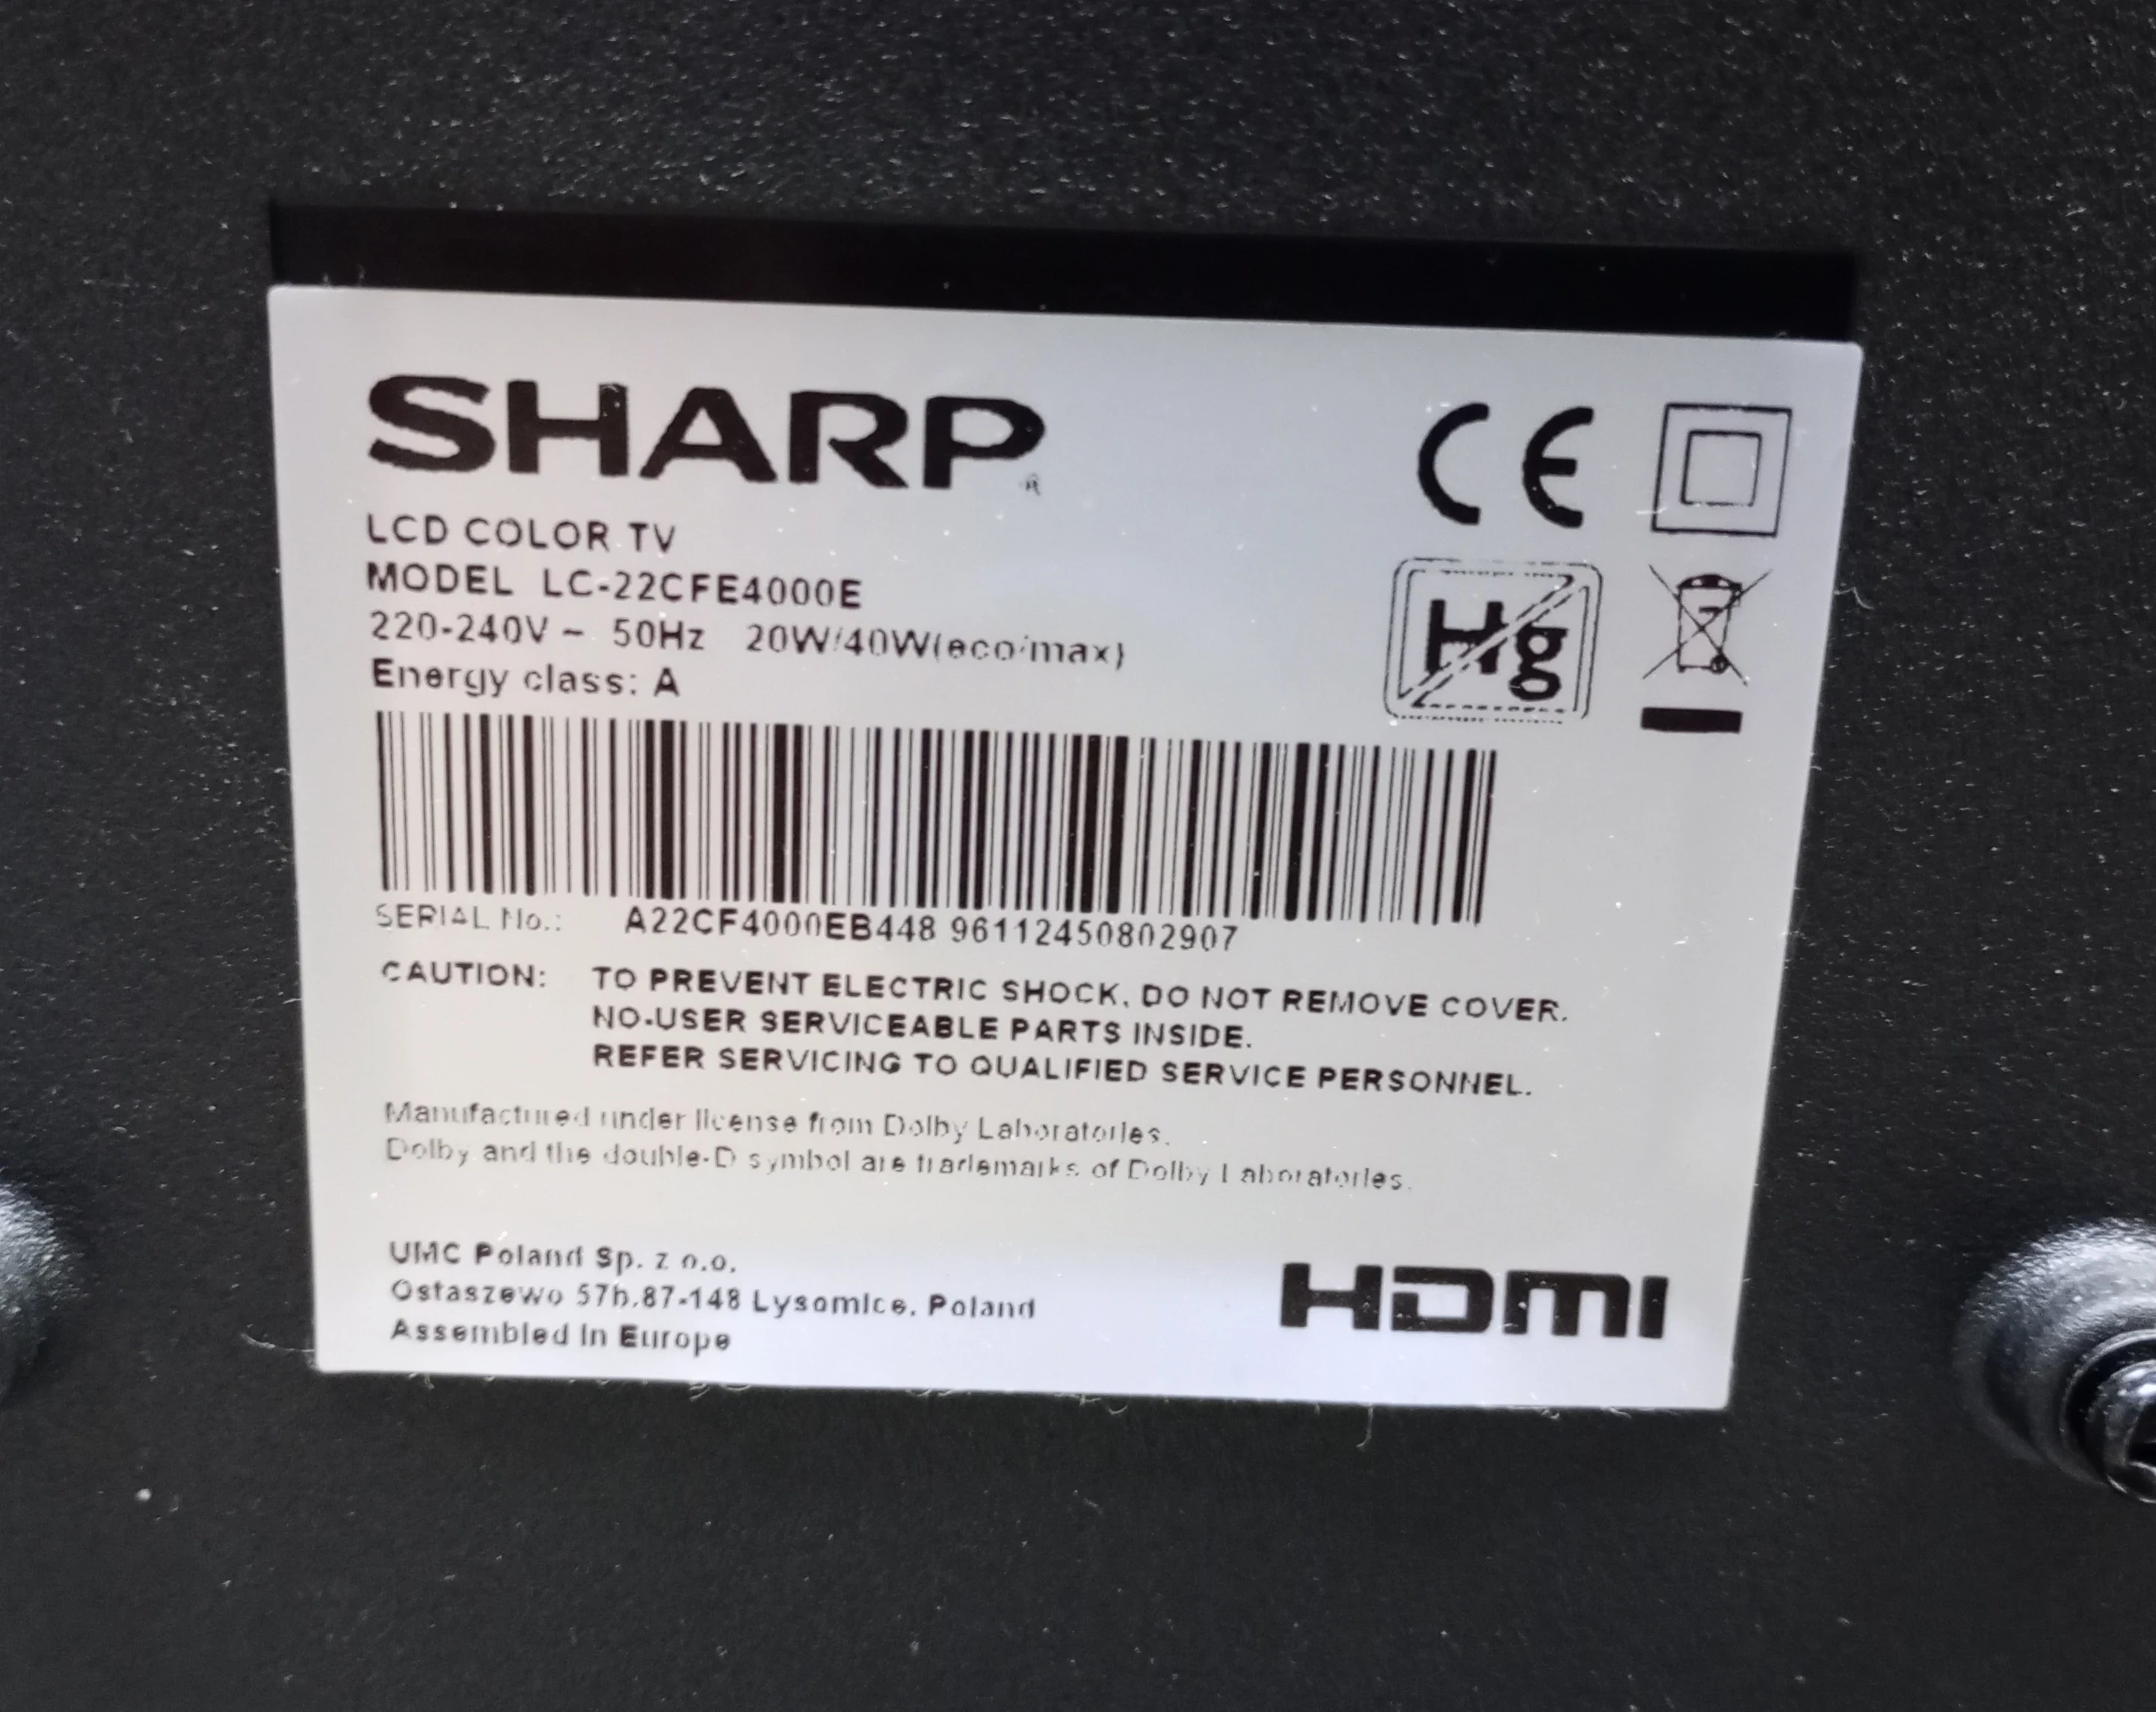 SHARP
®
LCD COLOR TV
MODEL LC-22CFE4000E
220-240V ~ 50Hz 20W/40W(eco/max)
Energy class: A
CE
Hg
SERIAL No.: A22CF4000EB448 96112450802907
CAUTION: TO PREVENT ELECTRIC SHOCK, DO NOT REMOVE COVER.
NO-USER SERVICEABLE PARTS INSIDE.
REFER SERVICING TO QUALIFIED SERVICE PERSONNEL.
Manufactured under license from Dolby Laboratories.
Dolby and the double-D symbol are trademarks of Dolby Laboratories.
UMC Poland Sp. z o.o.
Ostaszewo 57b,87-148 Lysomice, Poland
Assembled in Europe
HDMI